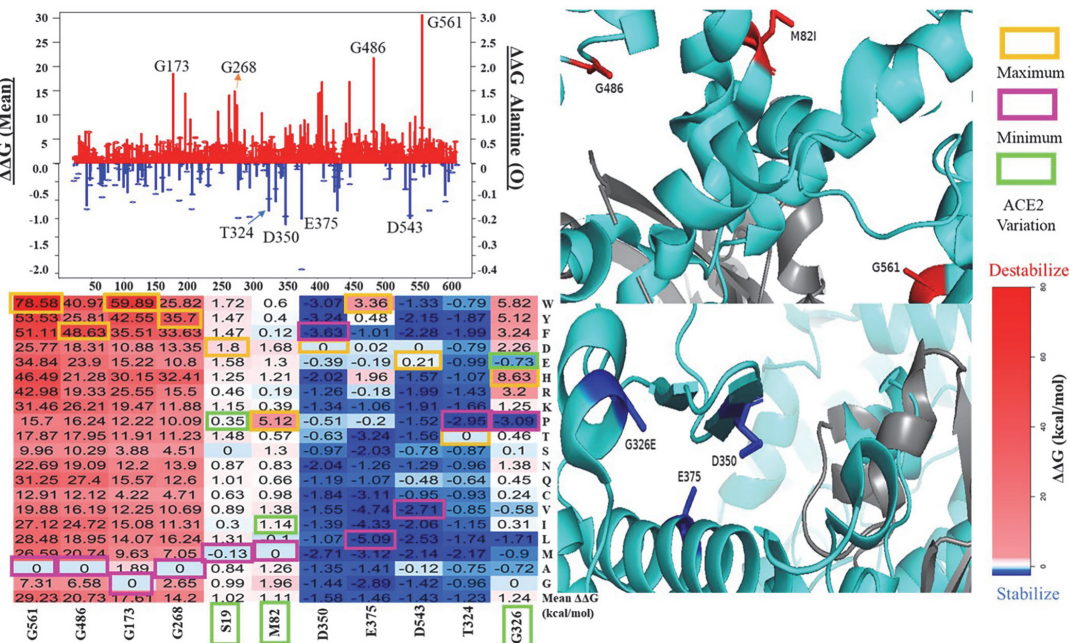 ΔΔG (Mean)
30
20
15
10
5
0.0
-0.5
-1.0
-1.5
-2.0
G561
G486
G173
G268
T324
D350
E375
D543
3.0
2.5
2.0
1.5
1.0
0.5
0
-0.1
-0.2
-0.3
-0.4
ΔΔG Alanine (O)
50 100 150 200 250 300 350 400 450 500 550 600
78.58 40.97 59.89 25.82 1.72 0.6 -3.07 3.36 -1.33 -0.79 5.82 W
53.53 25.81 42.55 35.7 1.47 0.4 -3.24 0.48 -2.15 -1.87 5.12 Y
51.11 48.63 35.51 33.63 1.47 0.12 -3.63 -1.01 -2.28 -1.99 3.24 F
25.77 18.31 10.88 13.35 1.8 1.68 0 0.02 0 -0.79 2.26 D
34.84 23.9 15.22 10.8 1.58 1.3 -0.39 -0.19 0.21 -0.99 -0.73 E
46.49 21.28 30.15 32.41 1.25 1.21 -2.02 1.96 -1.57 -1.07 8.63 H
42.98 19.33 25.55 15.5 0.46 0.19 -1.26 -0.18 -1.99 -1.43 3.2 R
31.46 26.21 19.47 11.88 1.15 0.39 -1.34 -1.06 -1.91 -1.66 1.25 K
15.7 16.24 12.22 10.09 0.35 5.12 -0.51 -0.2 -1.52 -2.95 -3.09 P
17.87 17.95 11.91 11.23 1.48 0.57 -0.63 -3.24 -1.56 0 0.46 T
9.96 10.29 3.88 4.51 0 1.3 -0.97 -2.03 -0.78 -0.87 0.1 S
22.69 19.09 12.2 13.9 0.87 0.83 -2.04 -1.26 -1.29 -0.96 1.38 N
31.25 27.4 15.57 12.6 1.01 0.66 -1.07 -1.19 -0.48 -0.64 0.45 Q
12.91 12.12 4.22 4.71 0.63 0.98 -1.84 -3.11 -0.95 -0.93 0.24 C
19.88 16.19 12.25 10.69 0.89 1.38 -1.55 -4.74 -2.71 -0.85 -0.58 V
27.12 24.72 15.08 11.31 0.3 1.14 -1.39 -4.33 -2.06 -1.15 0.31 I
28.48 18.95 14.07 16.24 1.31 -1.07 -5.09 -2.53 -1.74 -1.71 L
26.59 20.74 9.63 7.05 -0.13 0 -2.71 -2.14 -2.17 -0.9 M
0 0 1.89 0 0.84 1.26 -1.35 -1.43 -0.12 -0.75 -0.72 A
7.31 6.58 0 2.65 0.99 1.96 -1.44 -2.89 -1.42 -0.96 0 G
29.23 20.73 17.61 14.2 1.02 1.11 -1.58 -1.46 -1.43 -1.23 1.24 Mean ΔΔG
(kcal/mol)
G561 G486 G173 G268 S19 M82 D350 E375 D543 T324 G326
M82I
G486
G561
G326E
D350
E375
Maximum
Minimum
ACE2
Variation
Destabilize
80
60
40
20
0
ΔΔG (kcal/mol)
Stabilize